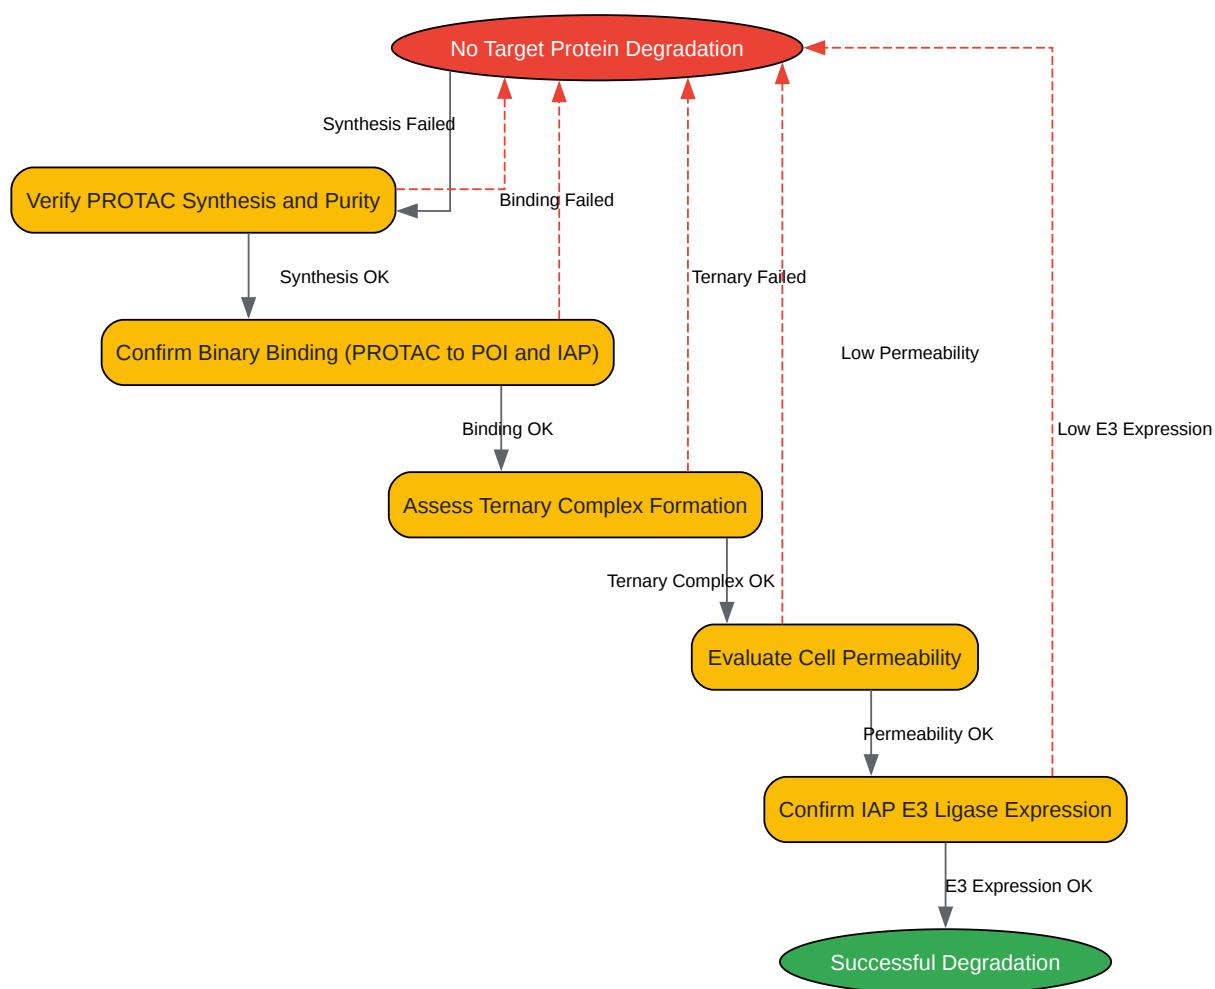 No Target Protein Degradation
Synthesis Failed
Verify PROTAC Synthesis and Purity
Binding Failed
Synthesis OK
Ternary Failed
Confirm Binary Binding (PROTAC to POI and IAP)
Low Permeability
Binding OK
Low E3 Expression
Assess Ternary Complex Formation
Ternary Complex OK
Evaluate Cell Permeability
Permeability OK
Confirm IAP E3 Ligase Expression
E3 Expression OK
Successful Degradation